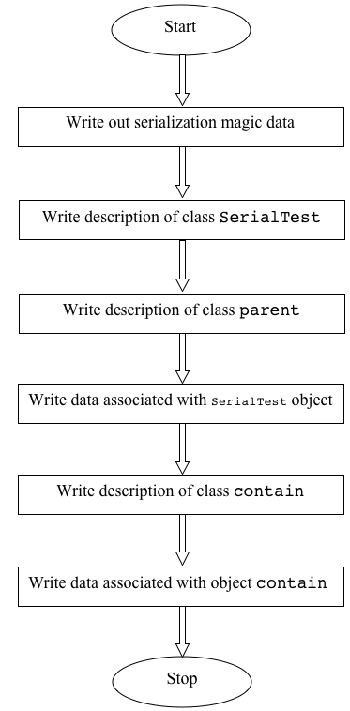 Start
Write out serialization magic data
Write description of class SerialTest
Write description of class parent
Write data associated with SerialTest object
Write description of class contain
Write data associated with object contain
Stop